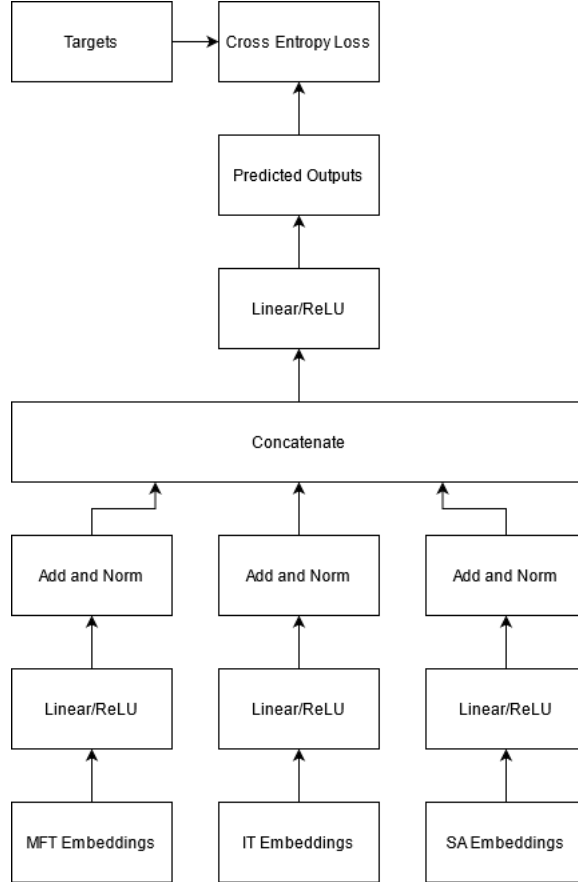 Targets
Cross Entropy Loss
Predicted Outputs
Linear/ReLU
Concatenate
Add and Norm
Add and Norm
Add and Norm
Linear/ReLU
Linear/ReLU
Linear/ReLU
MFT Embeddings
IT Embeddings
SA Embeddings